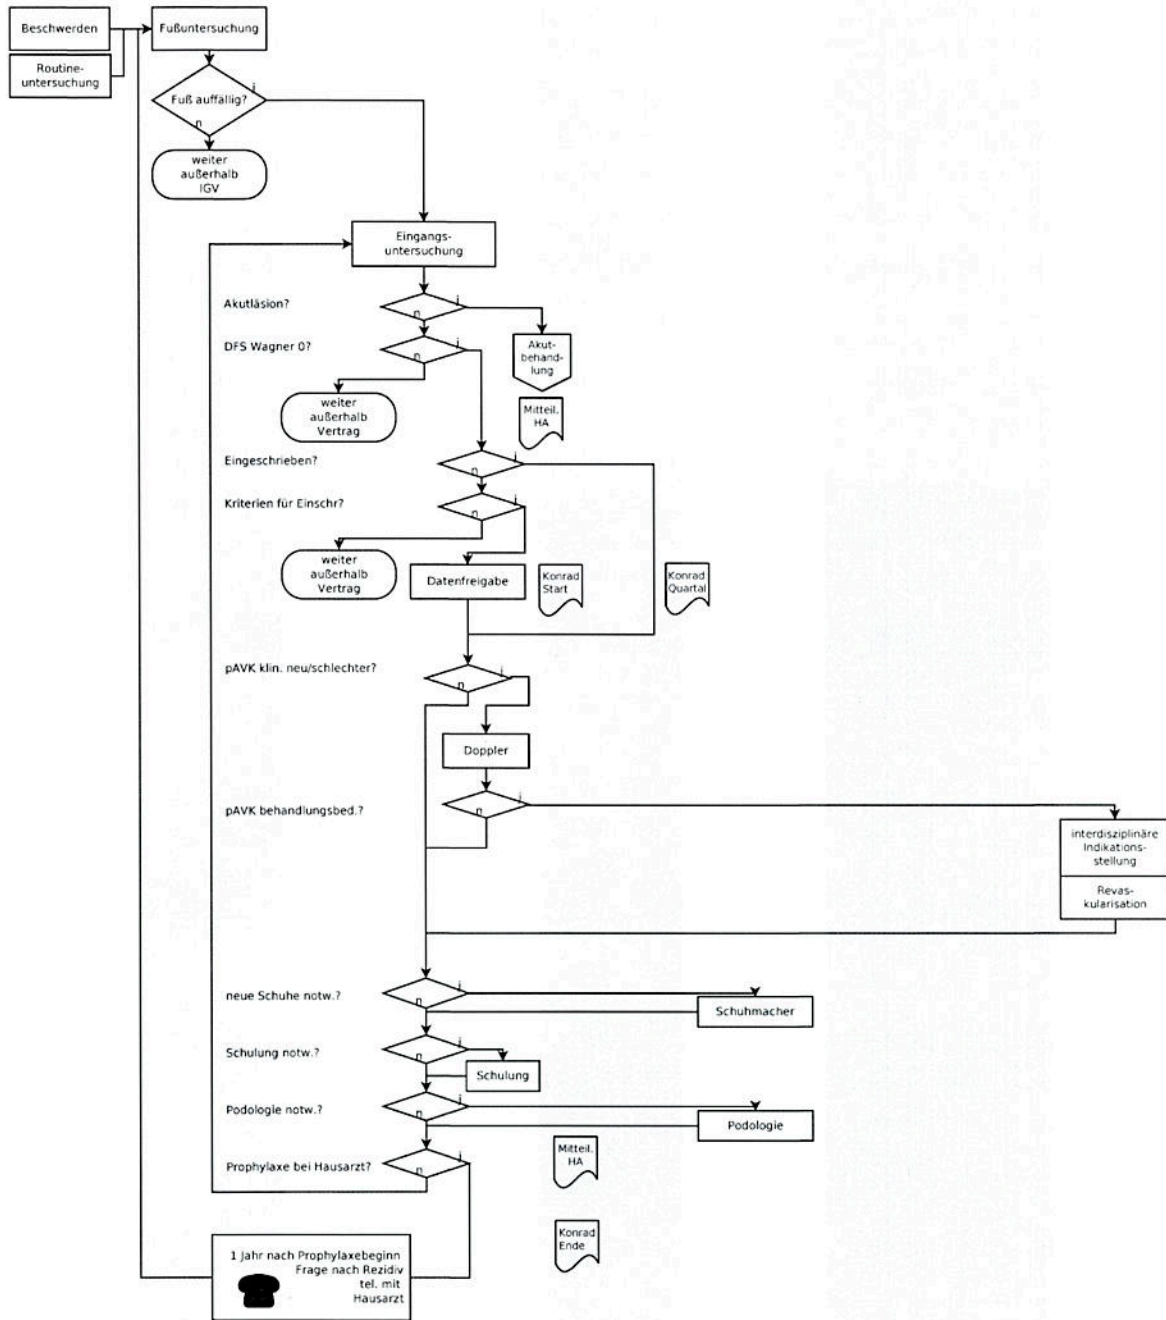 Beschwerden
Fußuntersuchung
Routine-
untersuchung
j
Fuß auffällig?
n
weiter
außerhalb
IGV
Eingangs-
untersuchung
Akutläsion?
j
n
DFS Wagner 0?
j
n
Akut-
behand-
lung
weiter
außerhalb
Vertrag
Mitteil.
HA
Eingeschrieben?
j
n
Kriterien für Einschr?
j
n
weiter
außerhalb
Vertrag
Datenfreigabe
Konrad
Start
Konrad
Quartal
pAVK klin. neu/schlechter?
j
n
Doppler
pAVK behandlungsbed.?
j
n
interdisziplinäre
Indikations-
stellung
Revas-
kularisation
neue Schuhe notw.?
j
n
Schuhmacher
Schulung notw.?
j
n
Schulung
Podologie notw.?
j
n
Podologie
Mitteil.
HA
Prophylaxe bei Hausarzt?
j
n
Konrad
Ende
1 Jahr nach Prophylaxebeginn
Frage nach Rezidiv
tel. mit
Hausarzt